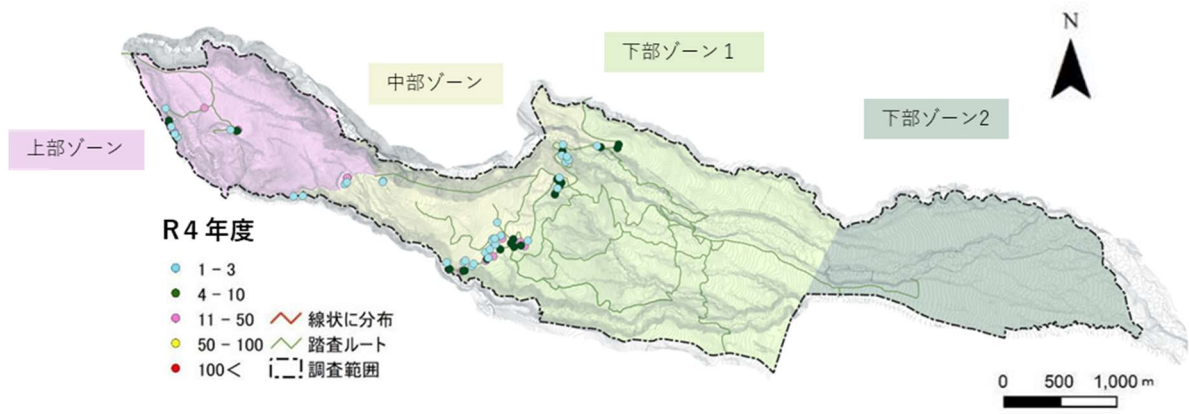 N
下部ゾーン1
中部ゾーン
下部ゾーン2
上部ゾーン
R4年度
1-3
4-10
11-50
50-100
100<
線状に分布
踏査ルート
調査範囲
0 500 1,000 m